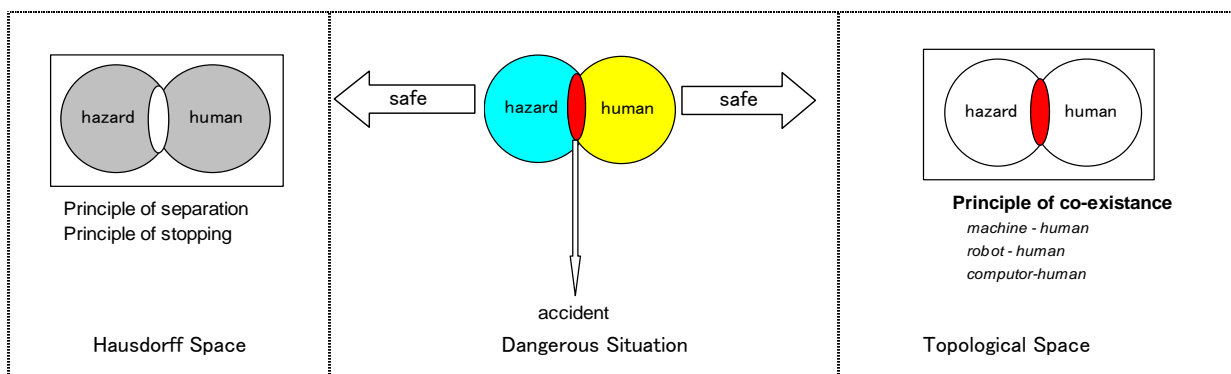 hazard human
Principle of separation
Principle of stopping
Hausdorff Space
safe
hazard human
safe
accident
Dangerous Situation
hazard human
Principle of co-existance
machine - human
robot - human
computor-human
Topological Space